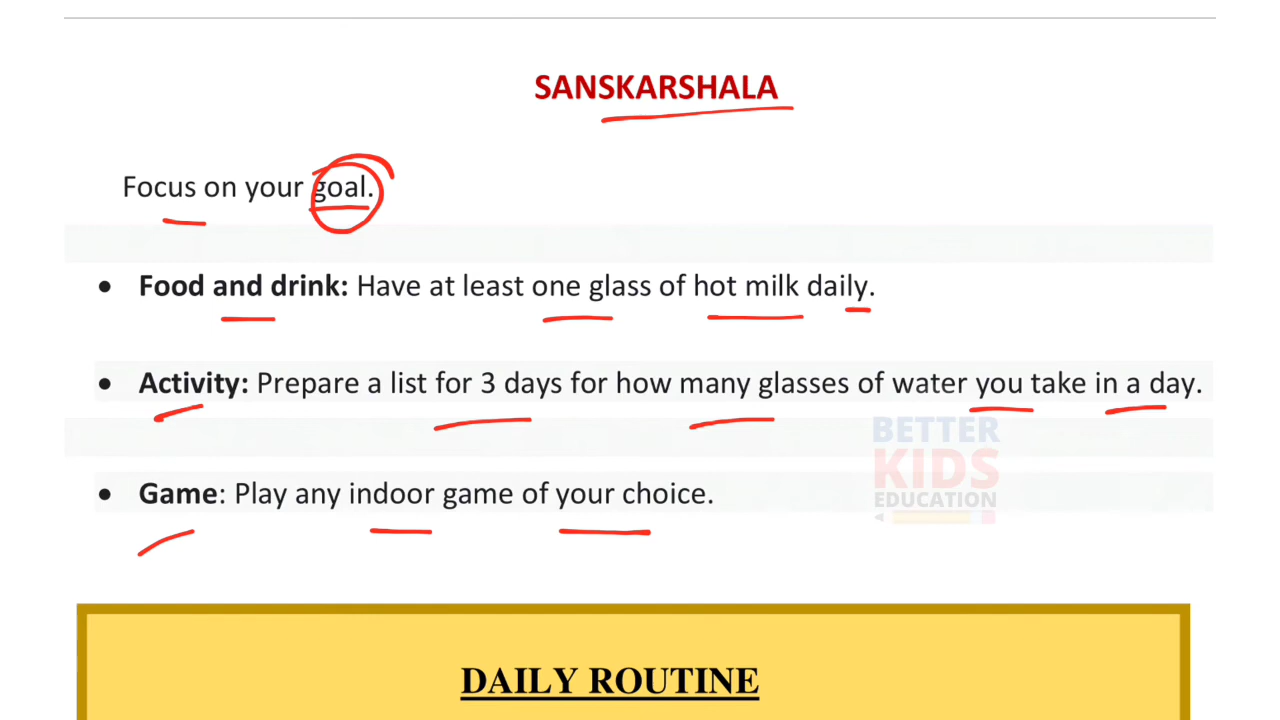 SANSKARSHALA
Focus on your goal.
• Food and drink: Have at least one glass of hot milk daily.
• Activity: Prepare a list for 3 days for how many glasses of water you take in a day.
BETTER
KIDS
EDUCATION
• Game: Play any indoor game of your choice.
DAILY ROUTINE